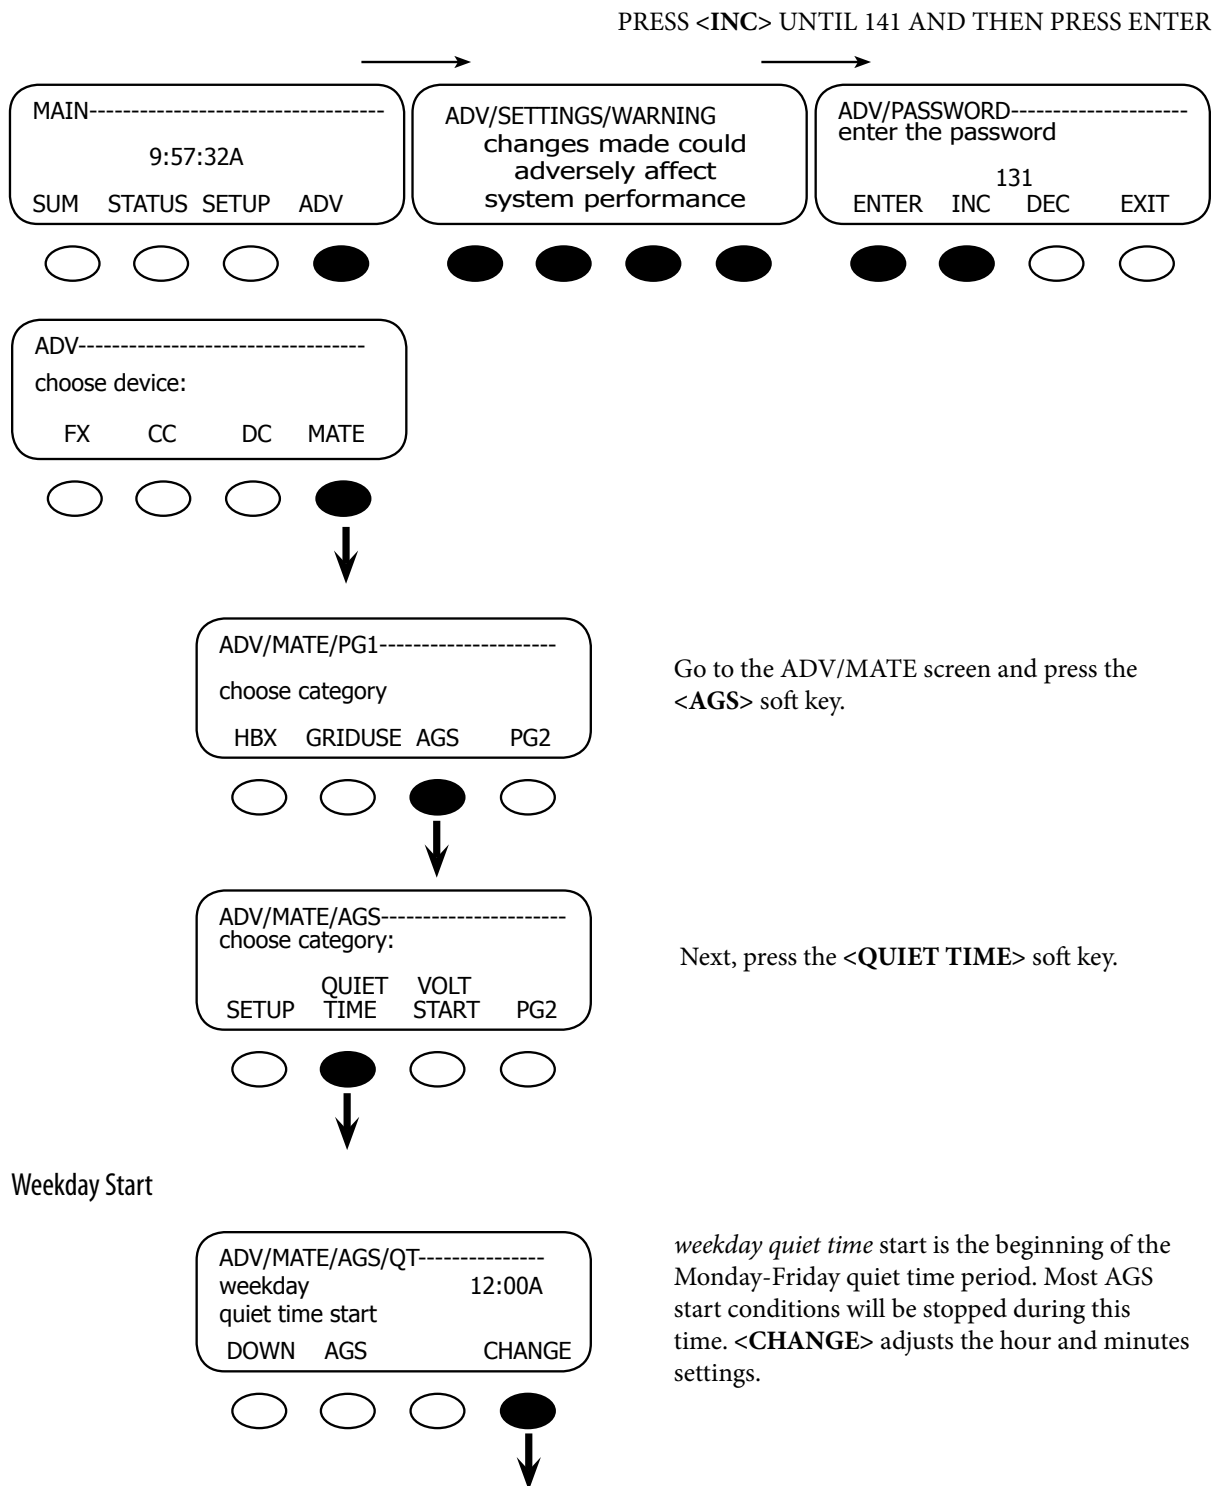 PRESS <INC> UNTIL 141 AND THEN PRESS ENTER
MAIN-----------------------------------
9:57:32A
SUM STATUS SETUP ADV
ADV/SETTINGS/WARNING
changes made could
adversely affect
system performance
ADV/PASSWORD---------------------
enter the password
131
ENTER INC DEC EXIT
ADV----------------------------------
choose device:
FX CC DC MATE
ADV/MATE/PG1---------------------
choose category
HBX GRIDUSE AGS PG2
Go to the ADV/MATE screen and press the
<AGS> soft key.
ADV/MATE/AGS----------------------
choose category:
QUIET VOLT
SETUP TIME START PG2
Next, press the <QUIET TIME> soft key.
Weekday Start
ADV/MATE/AGS/QT---------------
weekday 12:00A
quiet time start
DOWN AGS CHANGE
weekday quiet time start is the beginning of the
Monday-Friday quiet time period. Most AGS
start conditions will be stopped during this
time. <CHANGE> adjusts the hour and minutes
settings.